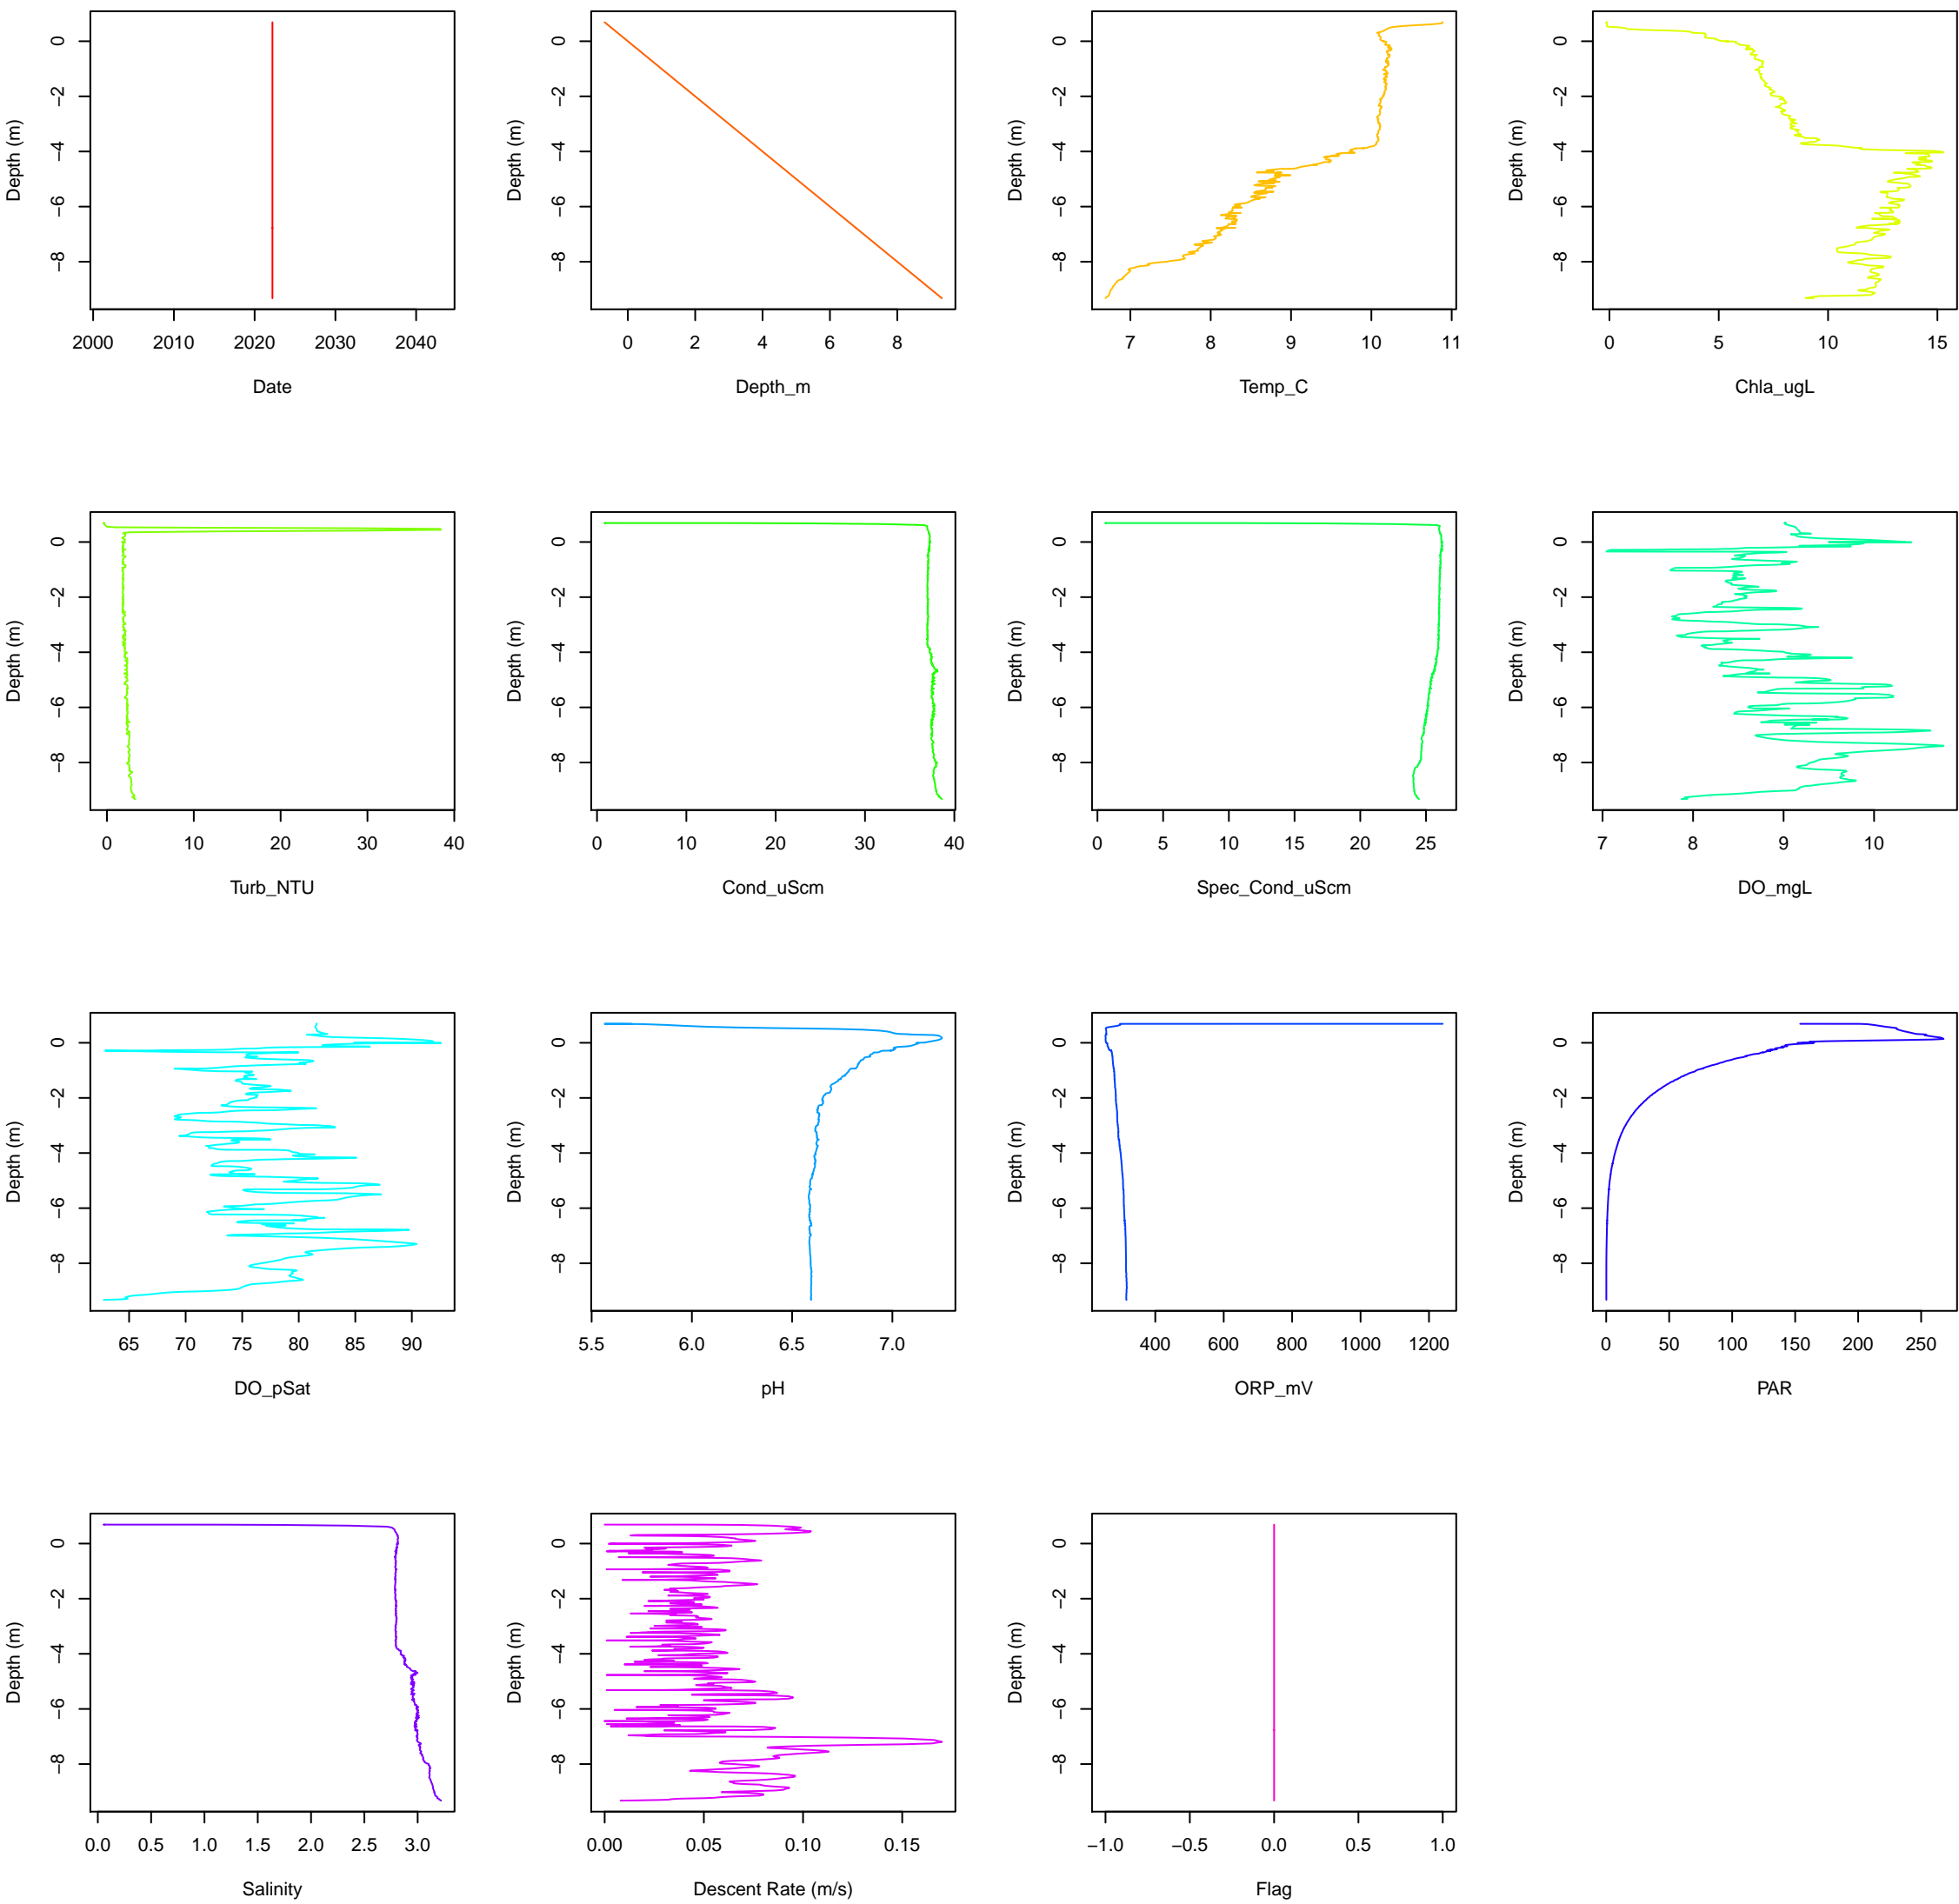 0
−2
−4
−6
−8
Depth (m)
2000 2010 2020 2030 2040
Date
0
−2
−4
−6
−8
Depth (m)
0 2 4 6 8
Depth_m
0
−2
−4
−6
−8
Depth (m)
7 8 9 10 11
Temp_C
0
−2
−4
−6
−8
Depth (m)
0 5 10 15
Chla_ugL
0
−2
−4
−6
−8
Depth (m)
0 10 20 30 40
Turb_NTU
0
−2
−4
−6
−8
Depth (m)
0 10 20 30 40
Cond_uScm
0
−2
−4
−6
−8
Depth (m)
0 5 10 15 20 25
Spec_Cond_uScm
0
−2
−4
−6
−8
Depth (m)
7 8 9 10
DO_mgL
0
−2
−4
−6
−8
Depth (m)
65 70 75 80 85 90
DO_pSat
0
−2
−4
−6
−8
Depth (m)
5.5 6.0 6.5 7.0
pH
0
−2
−4
−6
−8
Depth (m)
400 600 800 1000 1200
ORP_mV
0
−2
−4
−6
−8
Depth (m)
0 50 100 150 200 250
PAR
0
−2
−4
−6
−8
Depth (m)
0.0 0.5 1.0 1.5 2.0 2.5 3.0
Salinity
0
−2
−4
−6
−8
Depth (m)
0.00 0.05 0.10 0.15
Descent Rate (m/s)
0
−2
−4
−6
−8
Depth (m)
−1.0 −0.5 0.0 0.5 1.0
Flag